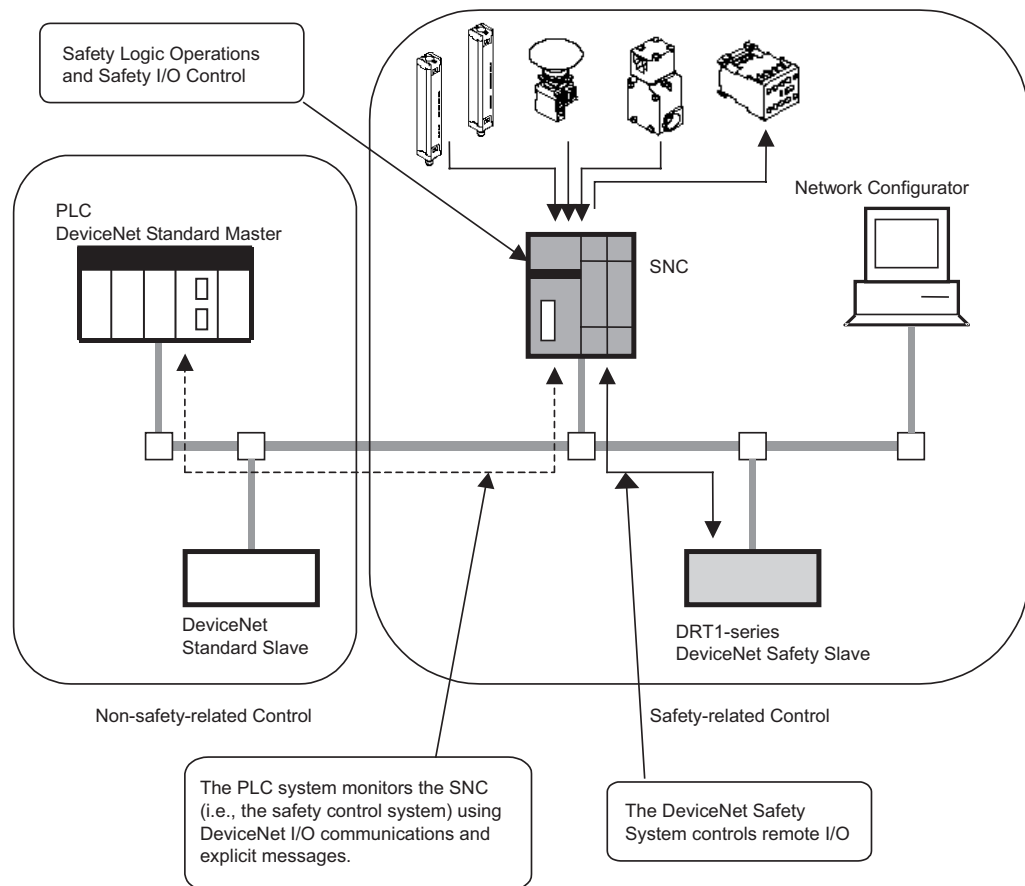 Safety Logic Operations
and Safety I/O Control
PLC
DeviceNet Standard Master
Network Configurator
SNC
DeviceNet
Standard Slave
DRT1-series
DeviceNet Safety Slave
Non-safety-related Control
Safety-related Control
The PLC system monitors the SNC
(i.e., the safety control system) using
DeviceNet I/O communications and
explicit messages.
The DeviceNet Safety
System controls remote I/O